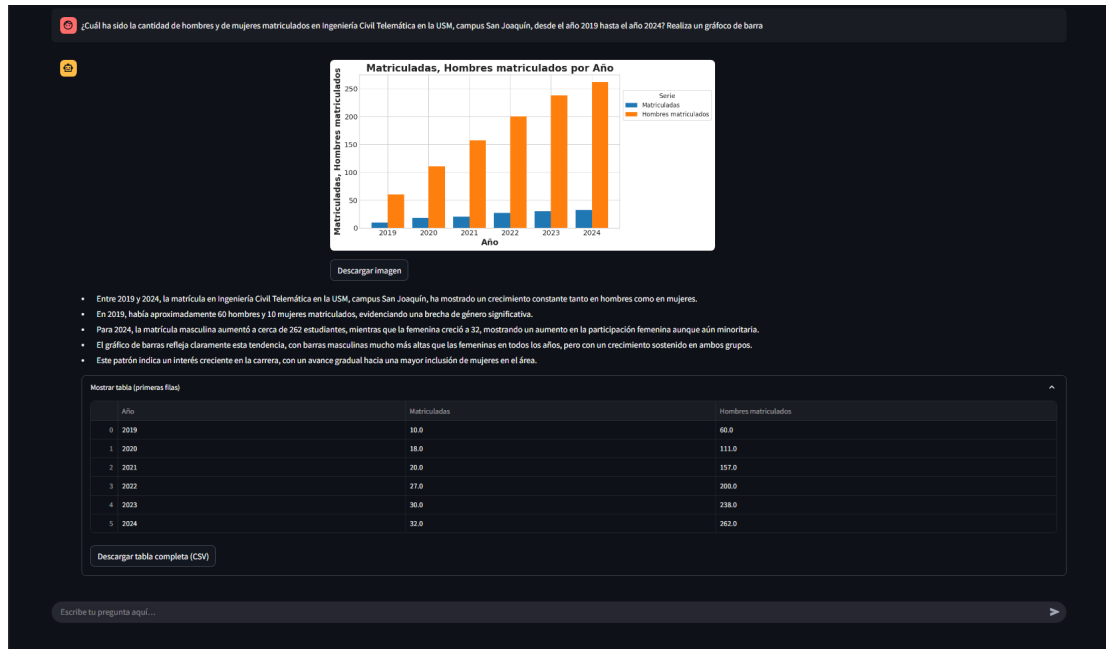 ¿Cuál ha sido la cantidad de hombres y de mujeres matriculados en Ingeniería Civil Telemática en la USM, campus San Joaquín, desde el año 2019 hasta el año 2024? Realiza un gráfoco de barra
Matriculadas, Hombres matriculados por Año
Matriculadas, Hombres matriculados
250
200
150
100
50
0
2019 2020 2021 2022 2023 2024
Año
Serie
Matriculadas
Hombres matriculados
Descargar imagen
• Entre 2019 y 2024, la matrícula en Ingeniería Civil Telemática en la USM, campus San Joaquín, ha mostrado un crecimiento constante tanto en hombres como en mujeres.
• En 2019, había aproximadamente 60 hombres y 10 mujeres matriculados, evidenciando una brecha de género significativa.
• Para 2024, la matrícula masculina aumentó a cerca de 262 estudiantes, mientras que la femenina creció a 32, mostrando un aumento en la participación femenina aunque aún minoritaria.
• El gráfico de barras refleja claramente esta tendencia, con barras masculinas mucho más altas que las femeninas en todos los años, pero con un crecimiento sostenido en ambos grupos.
• Este patrón indica un interés creciente en la carrera, con un avance gradual hacia una mayor inclusión de mujeres en el área.
Mostrar tabla (primeras filas)
Año Matriculadas Hombres matriculados
0 2019 10.0 60.0
1 2020 18.0 111.0
2 2021 20.0 157.0
3 2022 27.0 200.0
4 2023 30.0 238.0
5 2024 32.0 262.0
Descargar tabla completa (CSV)
Escribe tu pregunta aquí...